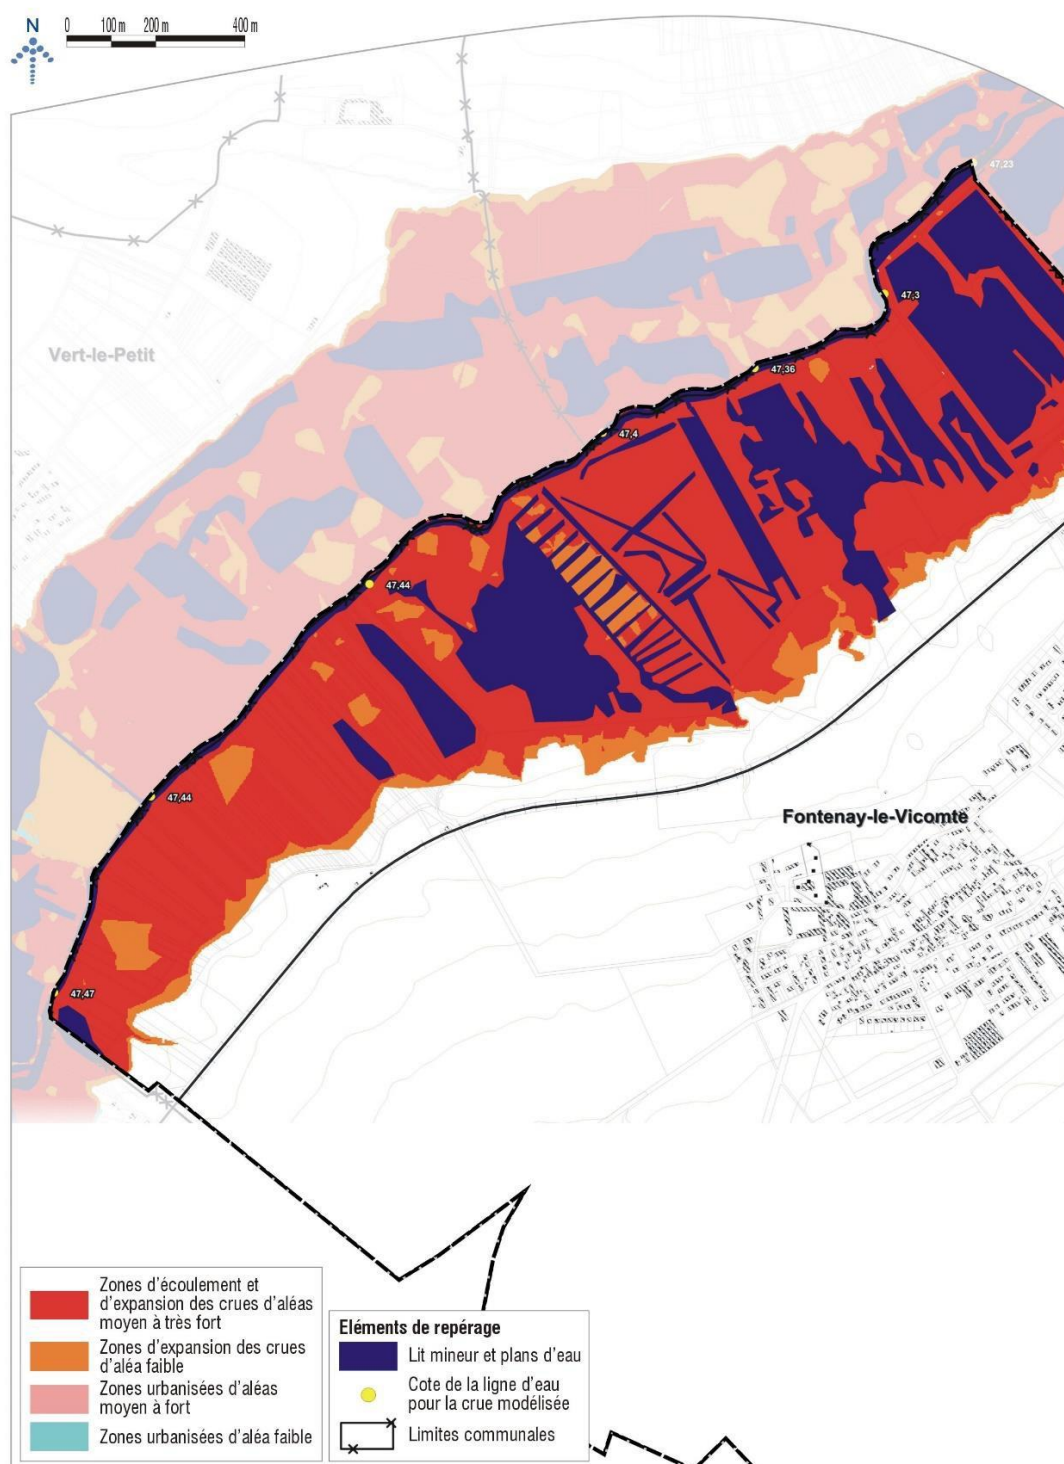 N
0 100 m 200 m 400 m
47,23
47,3
Vert-le-Petit
47,36
47,4
47,44
47,44
Fontenay-le-Vicomte
47,47
Zones d'écoulement et
d'expansion des crues d'aléas
moyen à très fort
Zones d'expansion des crues
d'aléa faible
Zones urbanisées d'aléas
moyen à fort
Zones urbanisées d'aléa faible
Eléments de repérage
Lit mineur et plans d'eau
Cote de la ligne d'eau
pour la crue modélisée
Limites communales